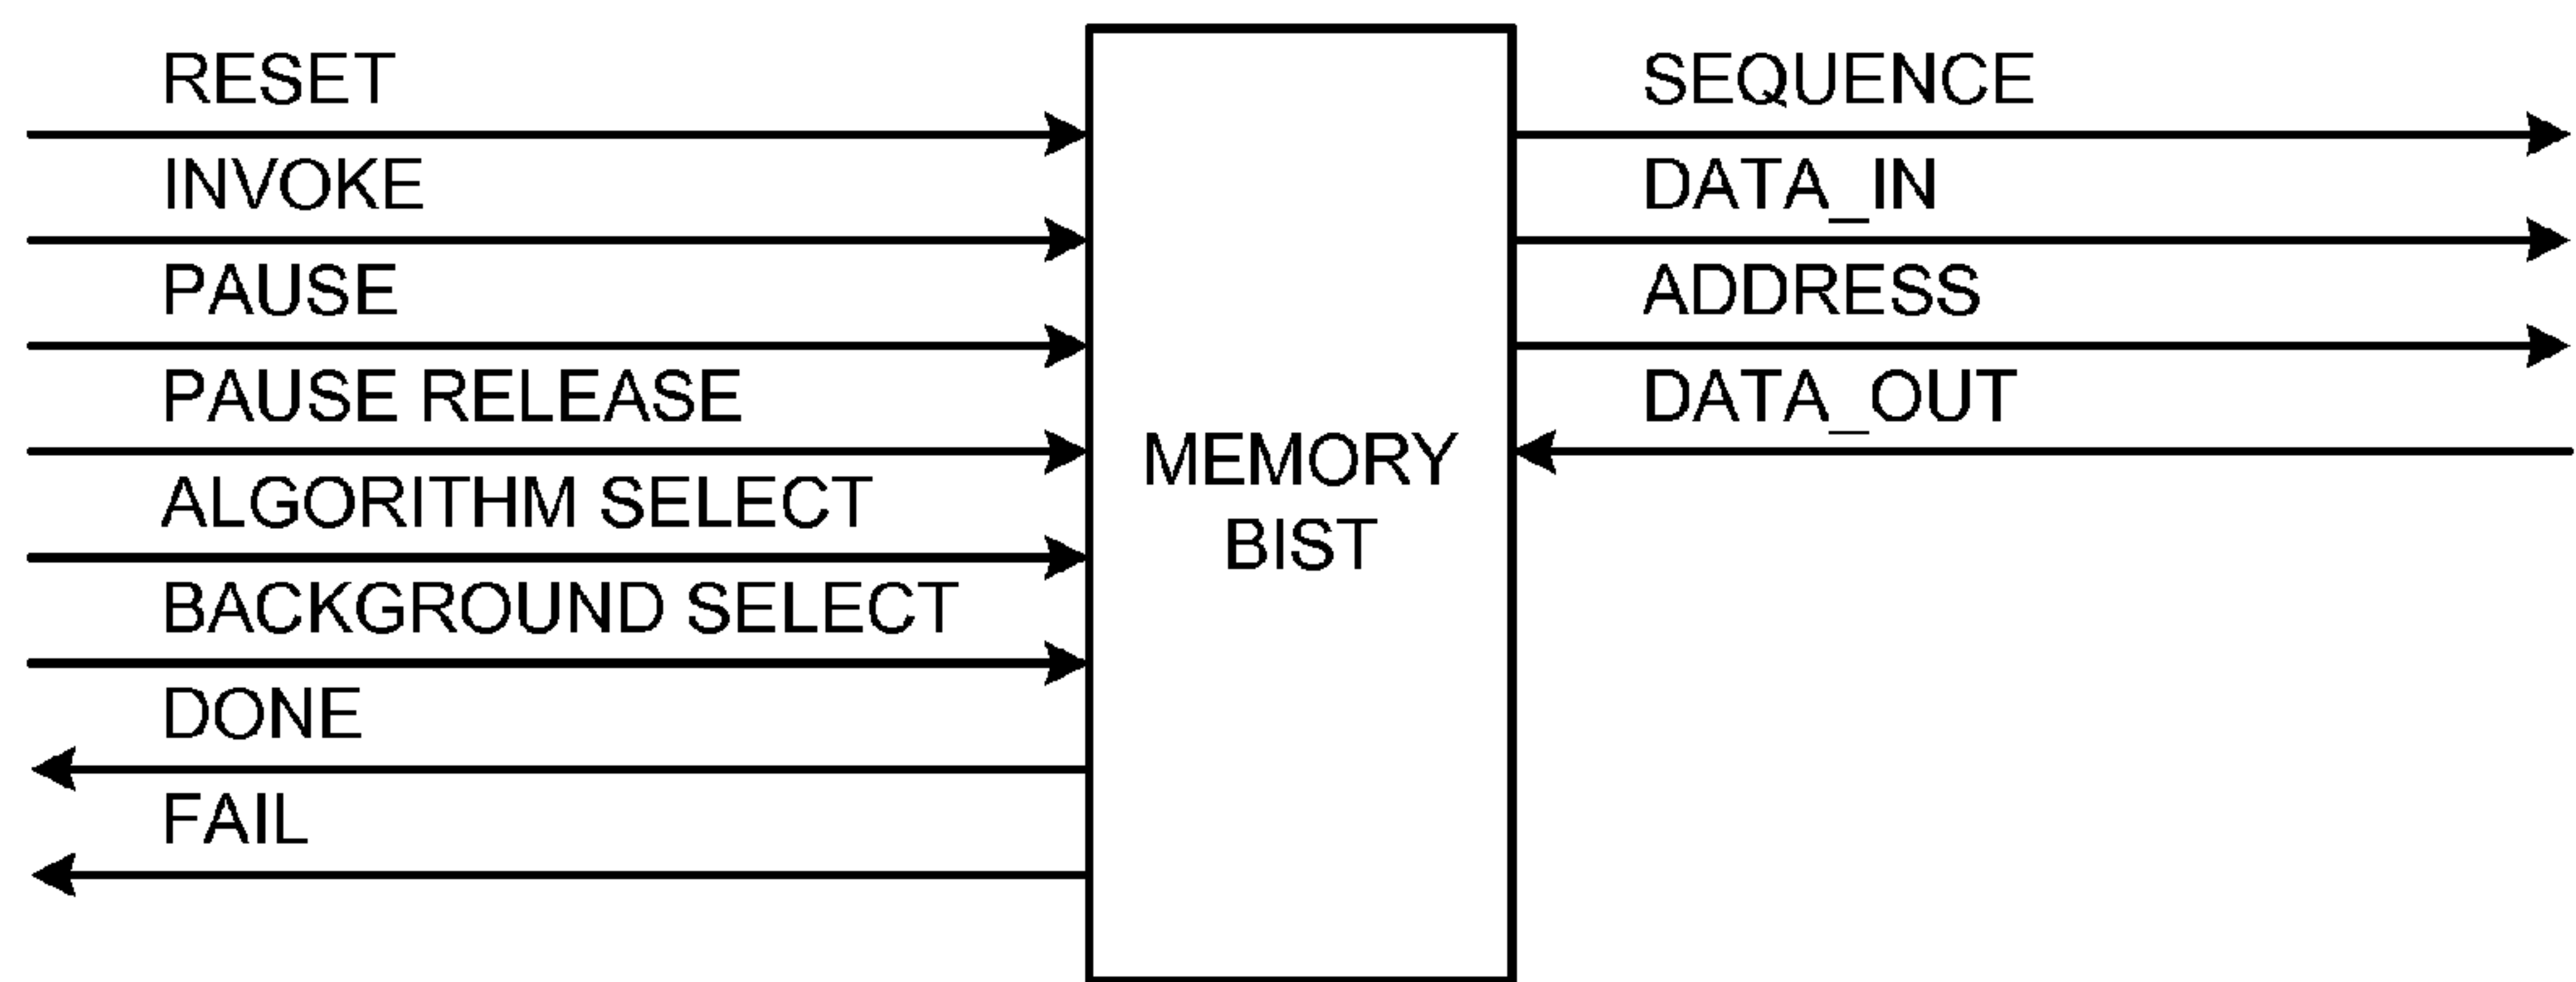 RESET
INVOKE
PAUSE
PAUSE RELEASE
ALGORITHM SELECT
BACKGROUND SELECT
DONE
FAIL
MEMORY
BIST
SEQUENCE
DATA_IN
ADDRESS
DATA_OUT